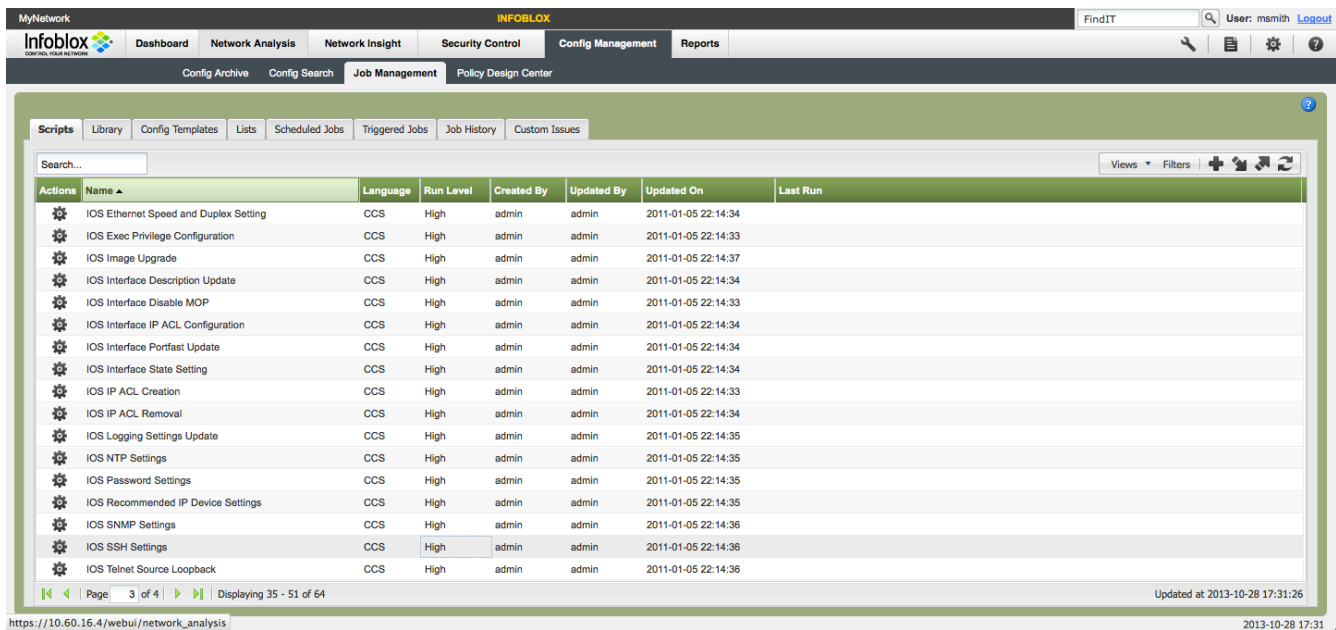 MyNetwork INFOBLOX FindIT User: msmith Logout
Infoblox Dashboard Network Analysis Network Insight Security Control Config Management Reports
CONTROL YOUR NETWORK
Config Archive Config Search Job Management Policy Design Center
Scripts Library Config Templates Lists Scheduled Jobs Triggered Jobs Job History Custom Issues
Search... Views Filters
Actions Name Language Run Level Created By Updated By Updated On Last Run
IOS Ethernet Speed and Duplex Setting CCS High admin admin 2011-01-05 22:14:34
IOS Exec Privilege Configuration CCS High admin admin 2011-01-05 22:14:33
IOS Image Upgrade CCS High admin admin 2011-01-05 22:14:37
IOS Interface Description Update CCS High admin admin 2011-01-05 22:14:34
IOS Interface Disable MOP CCS High admin admin 2011-01-05 22:14:33
IOS Interface IP ACL Configuration CCS High admin admin 2011-01-05 22:14:34
IOS Interface Portfast Update CCS High admin admin 2011-01-05 22:14:34
IOS Interface State Setting CCS High admin admin 2011-01-05 22:14:34
IOS IP ACL Creation CCS High admin admin 2011-01-05 22:14:33
IOS IP ACL Removal CCS High admin admin 2011-01-05 22:14:34
IOS Logging Settings Update CCS High admin admin 2011-01-05 22:14:35
IOS NTP Settings CCS High admin admin 2011-01-05 22:14:35
IOS Password Settings CCS High admin admin 2011-01-05 22:14:35
IOS Recommended IP Device Settings CCS High admin admin 2011-01-05 22:14:35
IOS SNMP Settings CCS High admin admin 2011-01-05 22:14:36
IOS SSH Settings CCS High admin admin 2011-01-05 22:14:36
IOS Telnet Source Loopback CCS High admin admin 2011-01-05 22:14:36
Page 3 of 4 Displaying 35 - 51 of 64 Updated at 2013-10-28 17:31:26
https://10.60.16.4/webui/network_analysis 2013-10-28 17:31